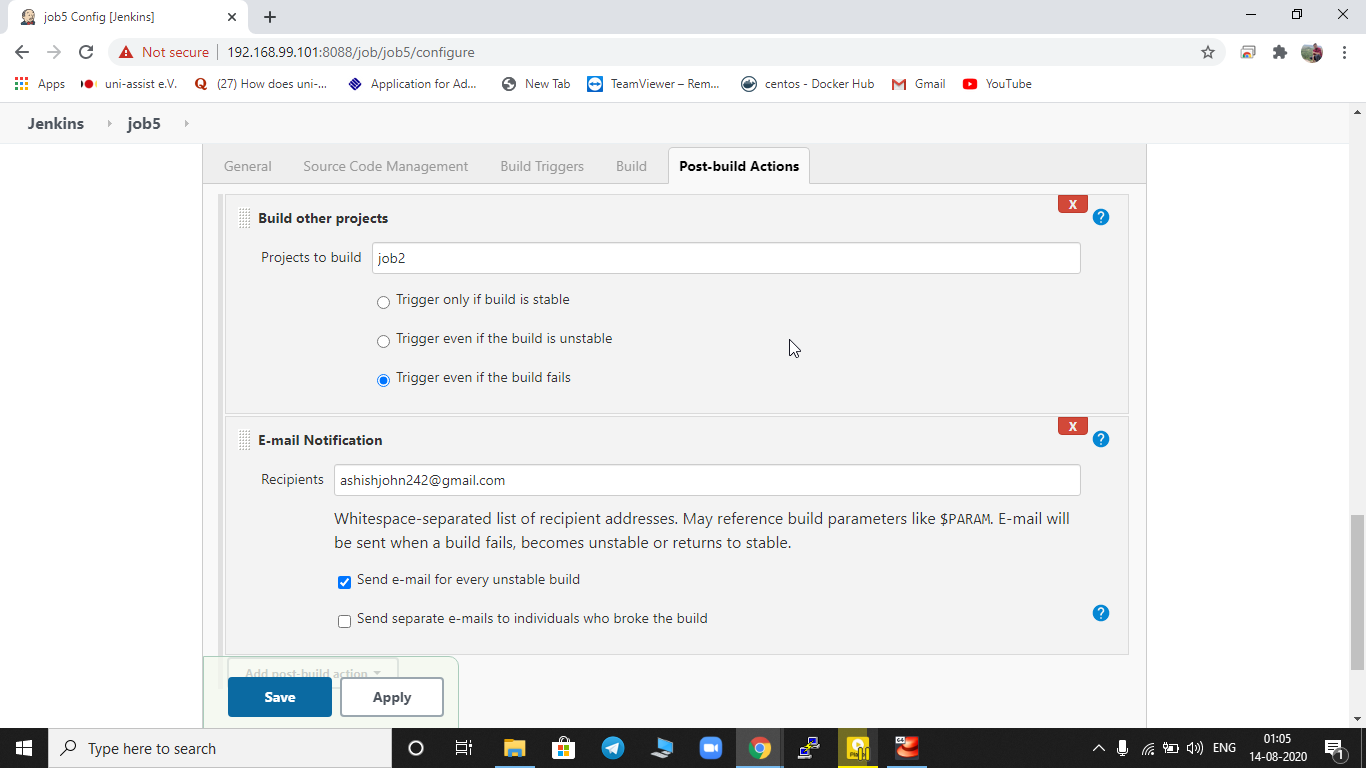 job5 Config [Jenkins]
Not secure 192.168.99.101:8088/job/job5/configure
Apps uni-assist e.V. (27) How does uni-... Application for Ad... New Tab TeamViewer – Rem... centos - Docker Hub Gmail YouTube
Jenkins job5
General Source Code Management Build Triggers Build Post-build Actions
Build other projects X ?
Projects to build job2
Trigger only if build is stable
Trigger even if the build is unstable
Trigger even if the build fails
E-mail Notification X ?
Recipients ashishjohn242@gmail.com
Whitespace-separated list of recipient addresses. May reference build parameters like $PARAM. E-mail will
be sent when a build fails, becomes unstable or returns to stable.
Send e-mail for every unstable build
Send separate e-mails to individuals who broke the build ?
Add post-build action
Save Apply
Type here to search ENG 01:05
14-08-2020 1